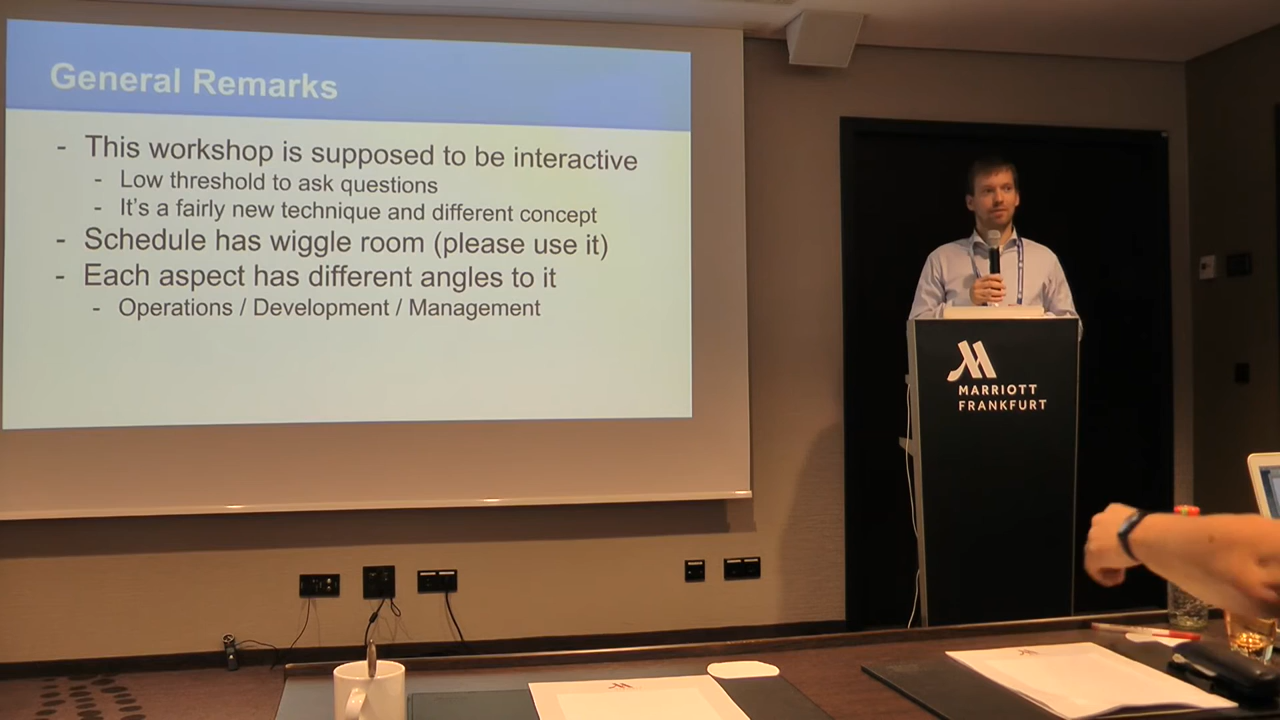 General Remarks
- This workshop is supposed to be interactive
- Low threshold to ask questions
- It's a fairly new technique and different concept
- Schedule has wiggle room (please use it)
- Each aspect has different angles to it
- Operations / Development / Management
MARRIOTT
FRANKFURT